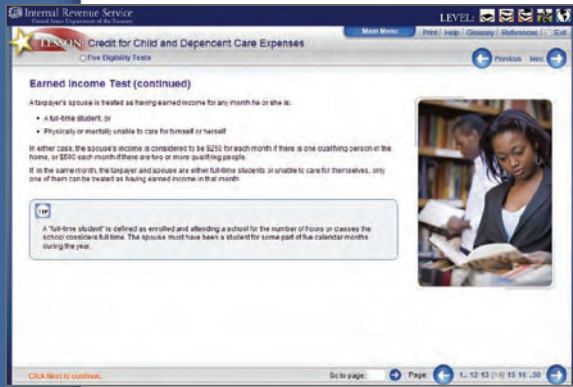 Internal Revenue Service
United States Department of the Treasury
LEVEL:
Main Menu
Print | Help | Glossary | References | Exit
LESSON: Credit for Child and Dependent Care Expenses
Five Eligibility Tests
Previous Next
Earned Income Test (continued)
A taxpayer's spouse is treated as having earned income for any month he or she is:
• A full-time student, or
• Physically or mentally unable to care for himself or herself
In either case, the spouse's income is considered to be $250 for each month if there is one qualifying person in the
home, or $500 each month if there are two or more qualifying people.
If, in the same month, the taxpayer and spouse are either full-time students or unable to care for themselves, only
one of them can be treated as having earned income in that month.
TIP
A "full-time student" is defined as enrolled and attending a school for the number of hours or classes the
school considers full time. The spouse must have been a student for some part of five calendar months
during the year.
Click Next to continue.
Go to page: Page: 1... 12 13 [14] 15 16 ...30